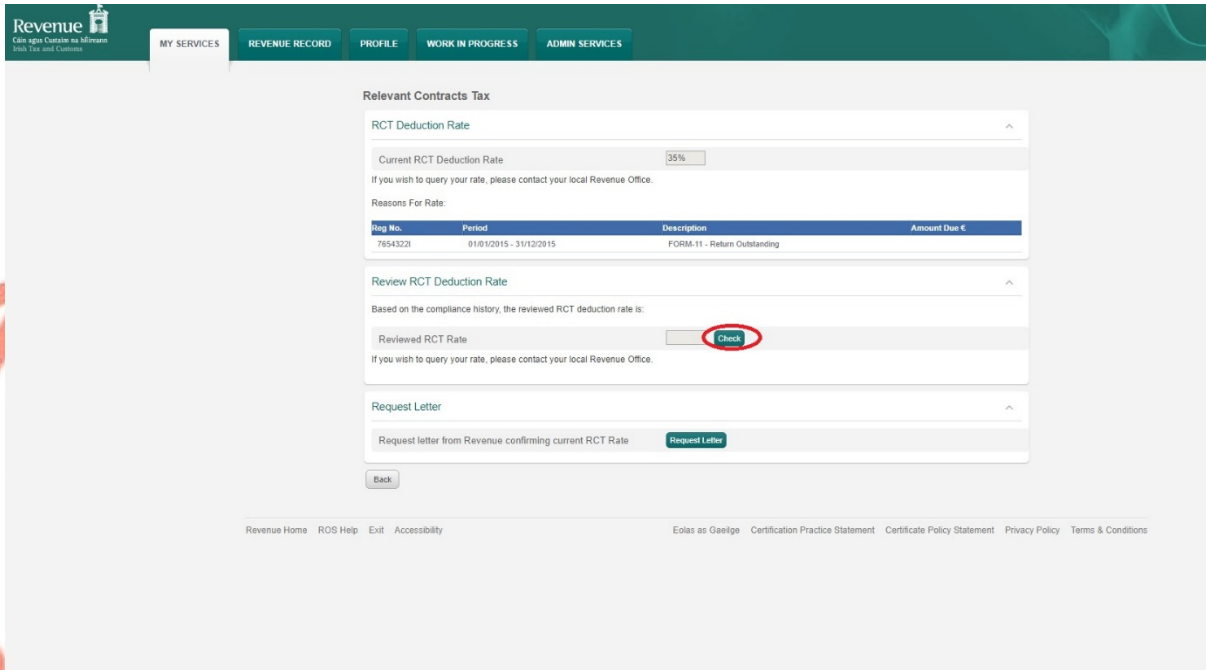 Revenue
Cáin agus Custaim na hÉireann
Irish Tax and Customs
MY SERVICES REVENUE RECORD PROFILE WORK IN PROGRESS ADMIN SERVICES
Relevant Contracts Tax
RCT Deduction Rate
Current RCT Deduction Rate 35%
If you wish to query your rate, please contact your local Revenue Office.
Reasons For Rate:
Reg No. Period Description Amount Due €
7654322I 01/01/2015 - 31/12/2015 FORM-11 - Return Outstanding
Review RCT Deduction Rate
Based on the compliance history, the reviewed RCT deduction rate is:
Reviewed RCT Rate Check
If you wish to query your rate, please contact your local Revenue Office.
Request Letter
Request letter from Revenue confirming current RCT Rate Request Letter
Back
Revenue Home ROS Help Exit Accessibility Eolas as Gaeilge Certification Practice Statement Certificate Policy Statement Privacy Policy Terms & Conditions